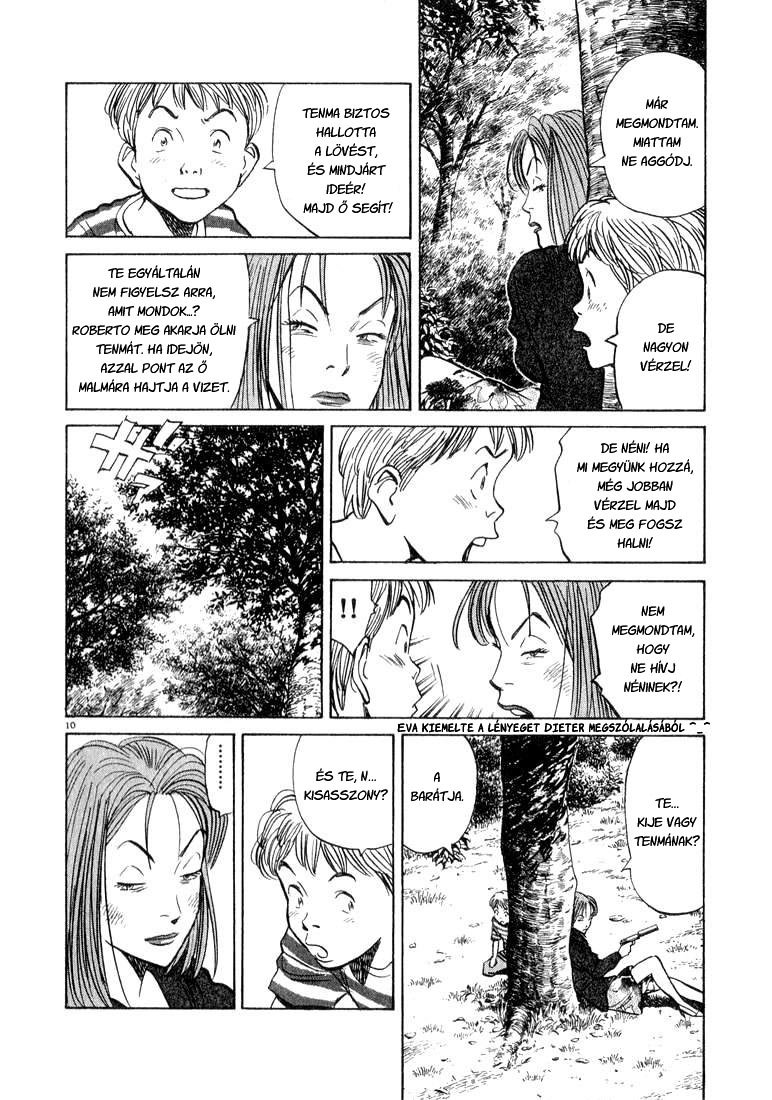 MÁR
MEGMONDTAM.
MIATTAM
NE AGGÓDJ.
DE
NAGYON
VÉRZEL!
TENMA BIZTOS
HALLOTTA
A LÖVÉST,
ÉS MINDJÁRT
IDEÉR!
MAJD Ő SEGÍT!
TE EGYÁLTALÁN
NEM FIGYELSZ ARRA,
AMIT MONDOK..?
ROBERTO MEG AKARJA ÖLNI
TENMÁT. HA IDEJÖN,
AZZAL PONT AZ Ő
MALMÁRA HAJTJA A VIZET.
DE NÉNI! HA
MI MEGYÜNK HOZZÁ,
MÉG JOBBAN
VÉRZEL MAJD
ÉS MEG FOGSZ
HALNI!
NEM
MEGMONDTAM,
HOGY
NE HÍVJ
NÉNINEK?!
!!
ザザッ
10
EVA KIEMELTE A LÉNYEGET DIETER MEGSZÓLALÁSÁBÓL ^_^
TE...
KIJE VAGY
TENMÁNAK?
A
BARÁTJA.
ÉS TE, N...
KISASSZONY?
.........